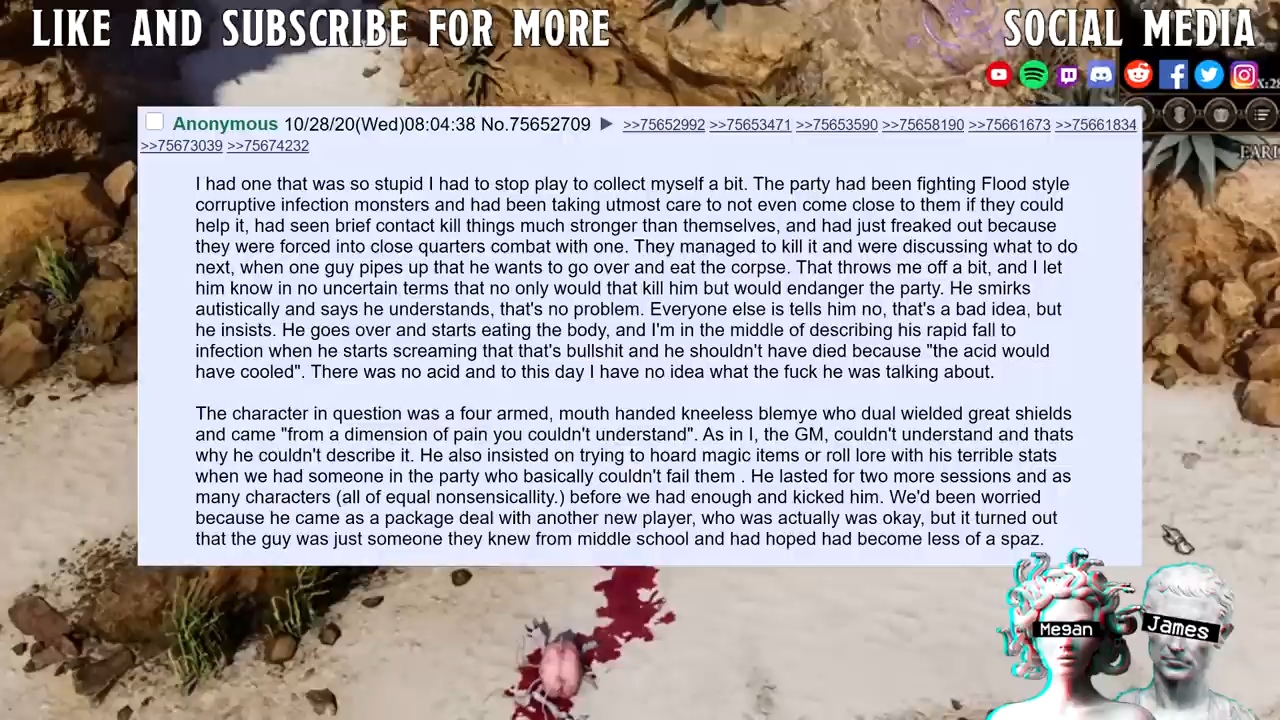 LIKE AND SUBSCRIBE FOR MORE
SOCIAL MEDIA
Anonymous 10/28/20(Wed)08:04:38 No.75652709 ▶ >>75652992 >>75653471 >>75653590 >>75658190 >>75661673 >>75661834
>>75673039 >>75674232
I had one that was so stupid I had to stop play to collect myself a bit. The party had been fighting Flood style
corruptive infection monsters and had been taking utmost care to not even come close to them if they could
help it, had seen brief contact kill things much stronger than themselves, and had just freaked out because
they were forced into close quarters combat with one. They managed to kill it and were discussing what to do
next, when one guy pipes up that he wants to go over and eat the corpse. That throws me off a bit, and I let
him know in no uncertain terms that no only would that kill him but would endanger the party. He smirks
autistically and says he understands, that's no problem. Everyone else is tells him no, that's a bad idea, but
he insists. He goes over and starts eating the body, and I'm in the middle of describing his rapid fall to
infection when he starts screaming that that's bullshit and he shouldn't have died because "the acid would
have cooled". There was no acid and to this day I have no idea what the fuck he was talking about.
The character in question was a four armed, mouth handed kneeless blemye who dual wielded great shields
and came "from a dimension of pain you couldn't understand". As in I, the GM, couldn't understand and thats
why he couldn't describe it. He also insisted on trying to hoard magic items or roll lore with his terrible stats
when we had someone in the party who basically couldn't fail them . He lasted for two more sessions and as
many characters (all of equal nonsensicallity.) before we had enough and kicked him. We'd been worried
because he came as a package deal with another new player, who was actually was okay, but it turned out
that the guy was just someone they knew from middle school and had hoped had become less of a spaz.
Megan
James